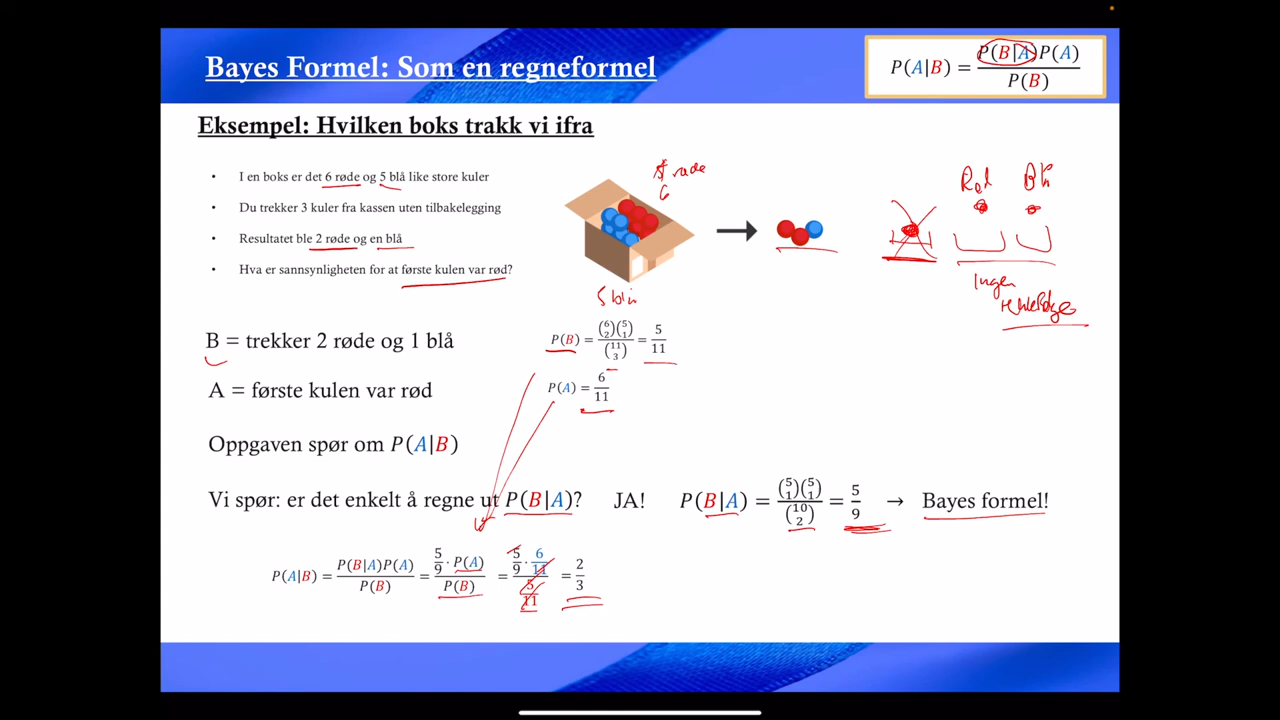 Bayes Formel: Som en regneformel
P(A|B) = P(B|A)P(A) / P(B)
Eksempel: Hvilken boks trakk vi ifra
• I en boks er det 6 røde og 5 blå like store kuler
• Du trekker 3 kuler fra kassen uten tilbakelegging
• Resultatet ble 2 røde og en blå
• Hva er sannsynligheten for at første kulen var rød?
røde
6
5 blå
Rød Blå
Ingen
B = trekker 2 røde og 1 blå
P(B) = (6 2)(5 1) / (11 3) = 5/11
A = første kulen var rød
P(A) = 6/11
Oppgaven spør om P(A|B)
Vi spør: er det enkelt å regne ut P(B|A)? JA! P(B|A) = (5 1)(5 1) / (10 2) = 5/9 → Bayes formel!
P(A|B) = P(B|A)P(A) / P(B) = 5/9 · P(A) / P(B) = 5/9 · 6/11 / 5/11 = 2/3